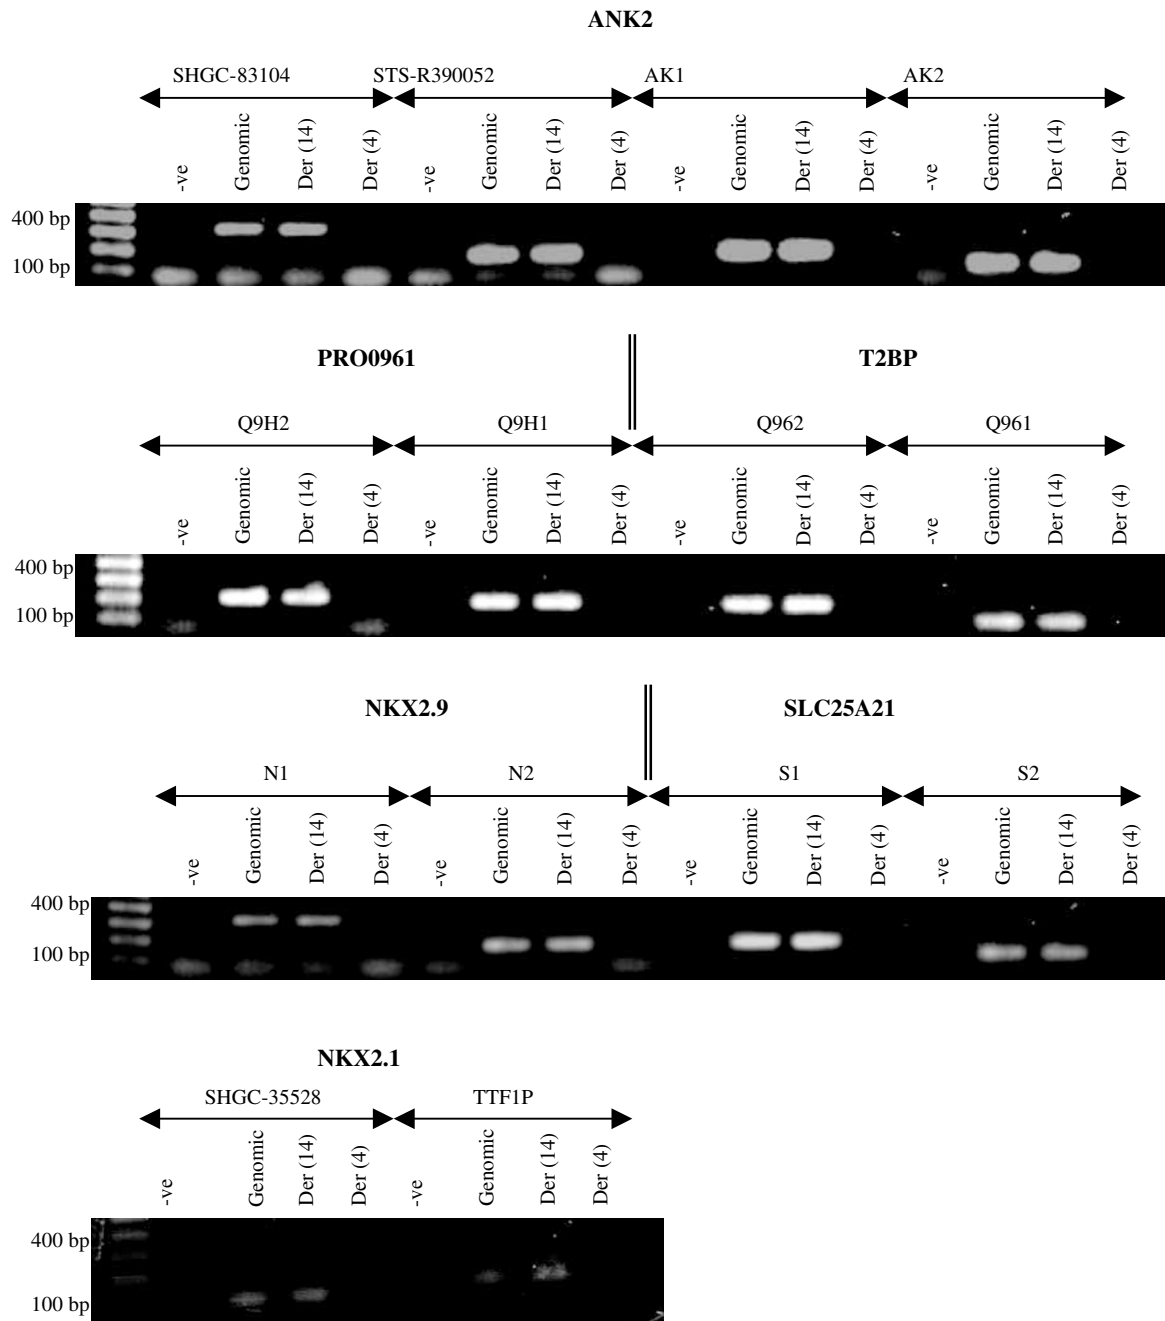 ANK2
SHGC-83104 STS-R390052 AK1 AK2
-ve Genomic Der (14) Der (4) -ve Genomic Der (14) Der (4) -ve Genomic Der (14) Der (4) -ve Genomic Der (14) Der (4)
400 bp
100 bp
PRO0961 T2BP
Q9H2 Q9H1 Q962 Q961
-ve Genomic Der (14) Der (4) -ve Genomic Der (14) Der (4) -ve Genomic Der (14) Der (4) -ve Genomic Der (14) Der (4)
400 bp
100 bp
NKX2.9 SLC25A21
N1 N2 S1 S2
-ve Genomic Der (14) Der (4) -ve Genomic Der (14) Der (4) -ve Genomic Der (14) Der (4) -ve Genomic Der (14) Der (4)
400 bp
100 bp
NKX2.1
SHGC-35528 TTF1P
-ve Genomic Der (14) Der (4) -ve Genomic Der (14) Der (4)
400 bp
100 bp